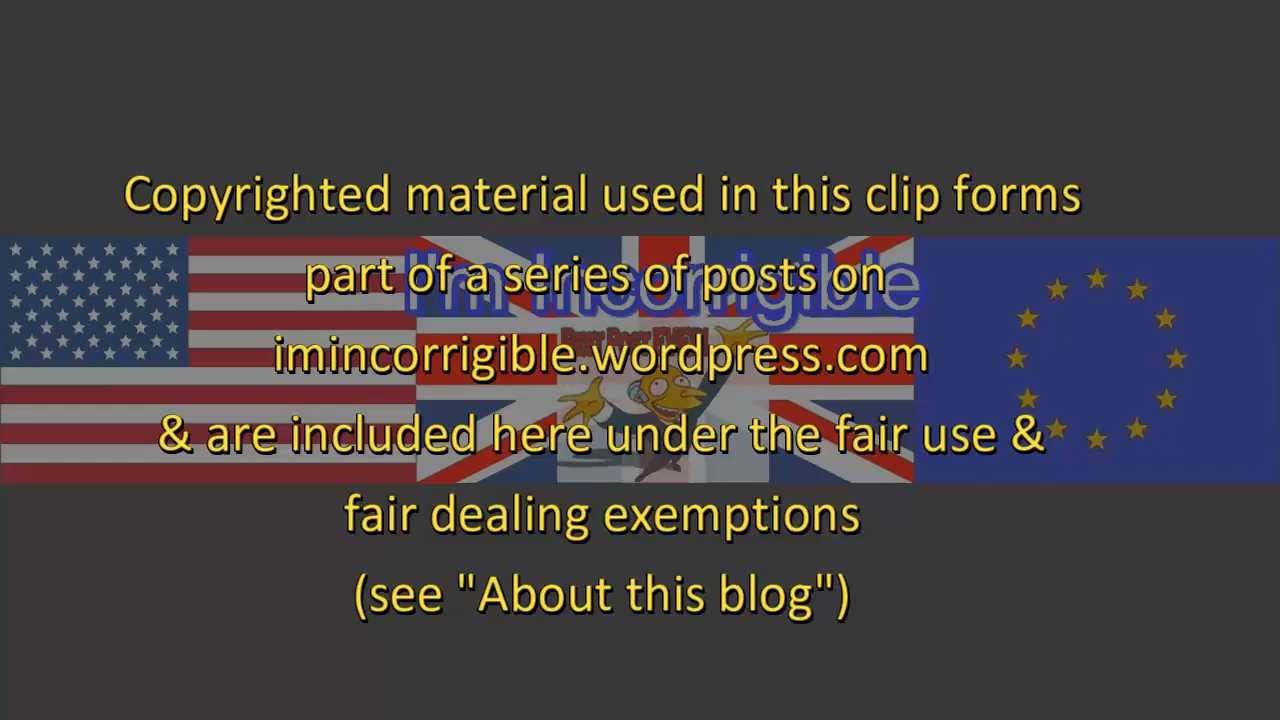 Copyrighted material used in this clip forms
part of a series of posts on
I'm Incorrigible
imincorrigible.wordpress.com
& are included here under the fair use &
fair dealing exemptions
(see "About this blog")